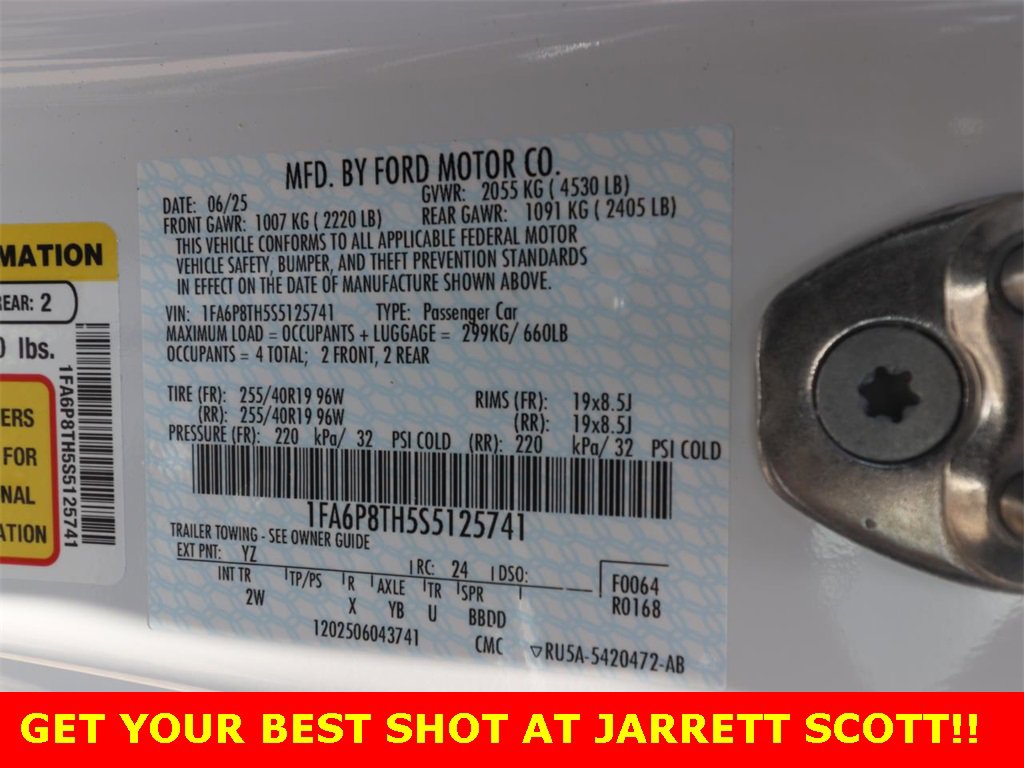 MFD. BY FORD MOTOR CO.
DATE: 06/25 GVWR: 2055 KG ( 4530 LB)
FRONT GAWR: 1007 KG ( 2220 LB) REAR GAWR: 1091 KG ( 2405 LB)
THIS VEHICLE CONFORMS TO ALL APPLICABLE FEDERAL MOTOR
VEHICLE SAFETY, BUMPER, AND THEFT PREVENTION STANDARDS
IN EFFECT ON THE DATE OF MANUFACTURE SHOWN ABOVE.
VIN: 1FA6P8TH5S5125741 TYPE: Passenger Car
MAXIMUM LOAD = OCCUPANTS + LUGGAGE = 299KG/ 660LB
OCCUPANTS = 4 TOTAL; 2 FRONT, 2 REAR
TIRE (FR): 255/40R19 96W RIMS (FR): 19x8.5J
(RR): 255/40R19 96W (RR): 19x8.5J
PRESSURE (FR): 220 kPa/ 32 PSI COLD (RR): 220 kPa/ 32 PSI COLD
1FA6P8TH5S5125741
TRAILER TOWING - SEE OWNER GUIDE
EXT PNT: YZ RC: 24 DSO: F0064
INT TR TP/PS R AXLE TR SPR R0168
2W X YB U BBDD
1202506043741 CMC RU5A-5420472-AB
MATION
REAR: 2
0 lbs.
1FA6P8TH5S5125741
ERS
FOR
NAL
ATION
GET YOUR BEST SHOT AT JARRETT SCOTT!!